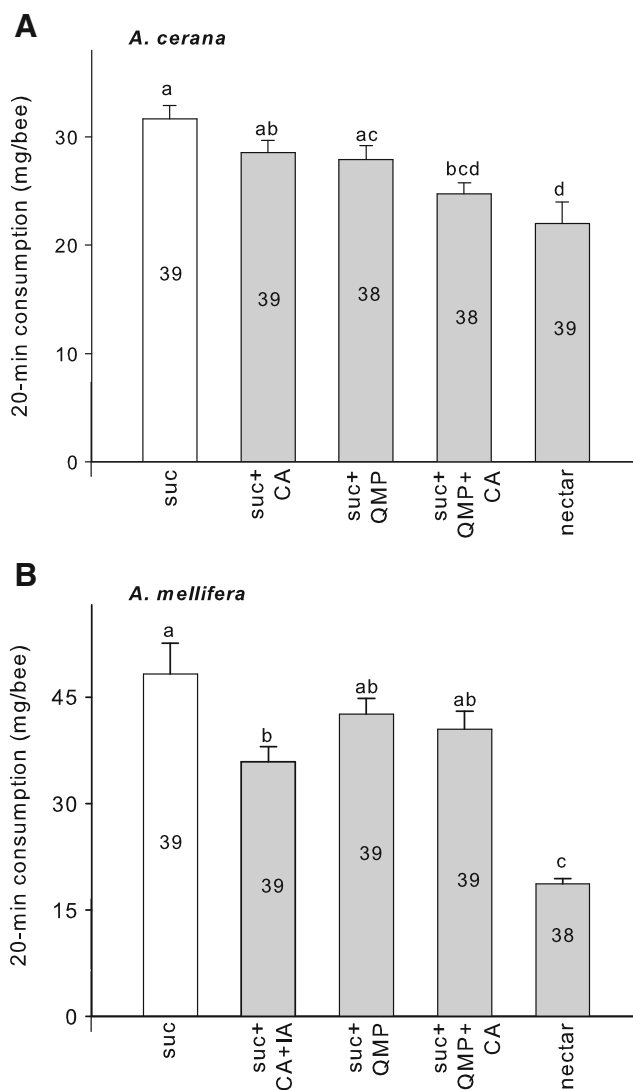 A
A. cerana
20-min consumption (mg/bee)
30
20
10
0
a
ab
ac
bcd
d
39
39
38
38
39
suc
suc+
CA
suc+
QMP
suc+
QMP+
CA
nectar
B
A. mellifera
20-min consumption (mg/bee)
45
30
15
0
a
b
ab
ab
c
39
39
39
39
38
suc
suc+
CA+IA
suc+
QMP
suc+
QMP+
CA
nectar